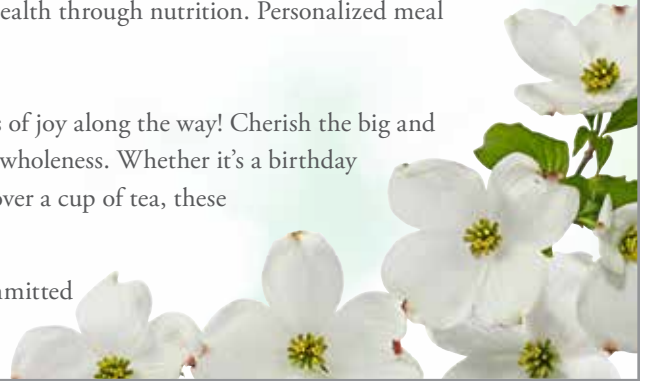 ealth through nutrition. Personalized meal
s of joy along the way! Cherish the big and
wholeness. Whether it’s a birthday
over a cup of tea, these
mmitted